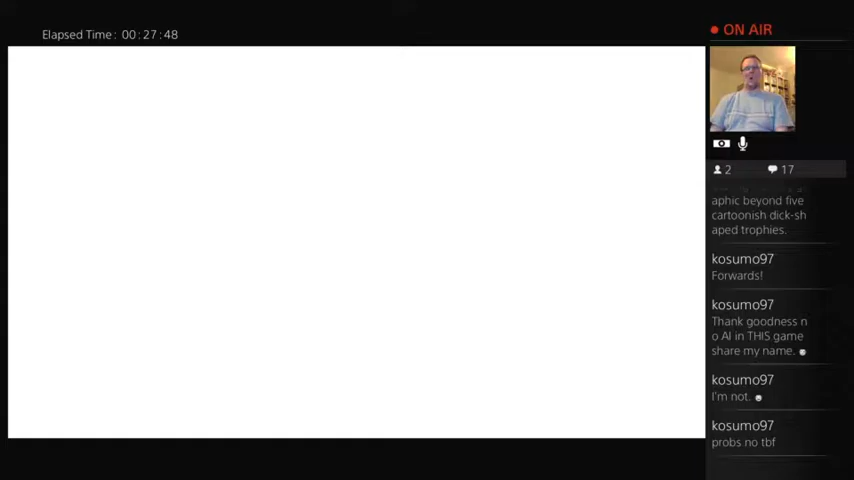 Elapsed Time: 00:27:48
ON AIR
2
17
aphic beyond five
cartoonish dick-sh
aped trophies.
kosumo97
Forwards!
kosumo97
Thank goodness n
o AI in THIS game
share my name.
kosumo97
I'm not.
kosumo97
probs no tbf